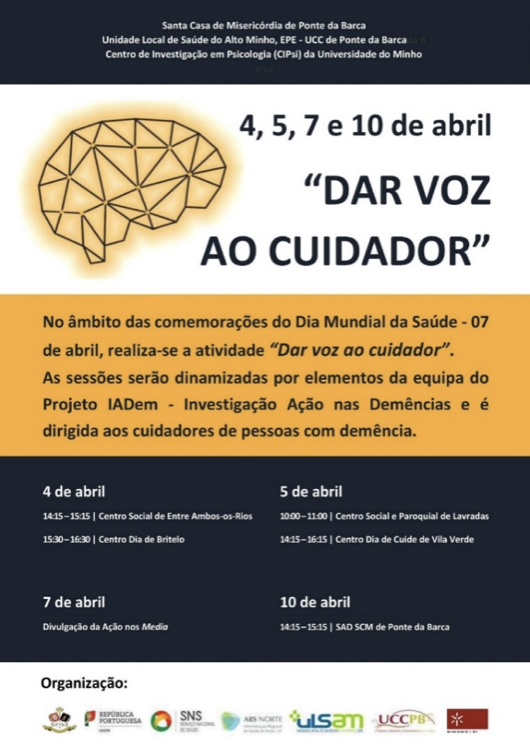 Santa Casa de Misericórdia de Ponte da Barca
Unidade Local de Saúde do Alto Minho, EPE - UCC de Ponte da Barca
Centro de Investigação em Psicologia (CIPsi) da Universidade do Minho
4, 5, 7 e 10 de abril
“DAR VOZ
AO CUIDADOR”
No âmbito das comemorações do Dia Mundial da Saúde - 07
de abril, realiza-se a atividade “Dar voz ao cuidador”.
As sessões serão dinamizadas por elementos da equipa do
Projeto IADem - Investigação Ação nas Demências e é
dirigida aos cuidadores de pessoas com demência.
4 de abril
14:15–15:15 | Centro Social de Entre Ambos-os-Rios
15:30–16:30 | Centro Dia de Britelo
5 de abril
10:00–11:00 | Centro Social e Paroquial de Lavradas
14:15–16:15 | Centro Dia de Cuide de Vila Verde
7 de abril
Divulgação da Ação nos Media
10 de abril
14:15–15:15 | SAD SCM de Ponte da Barca
Organização:
REPÚBLICA
PORTUGUESA
SAÚDE
SNS
SERVIÇO NACIONAL
DE SAÚDE
ARS NORTE
ulsam
UCCPB